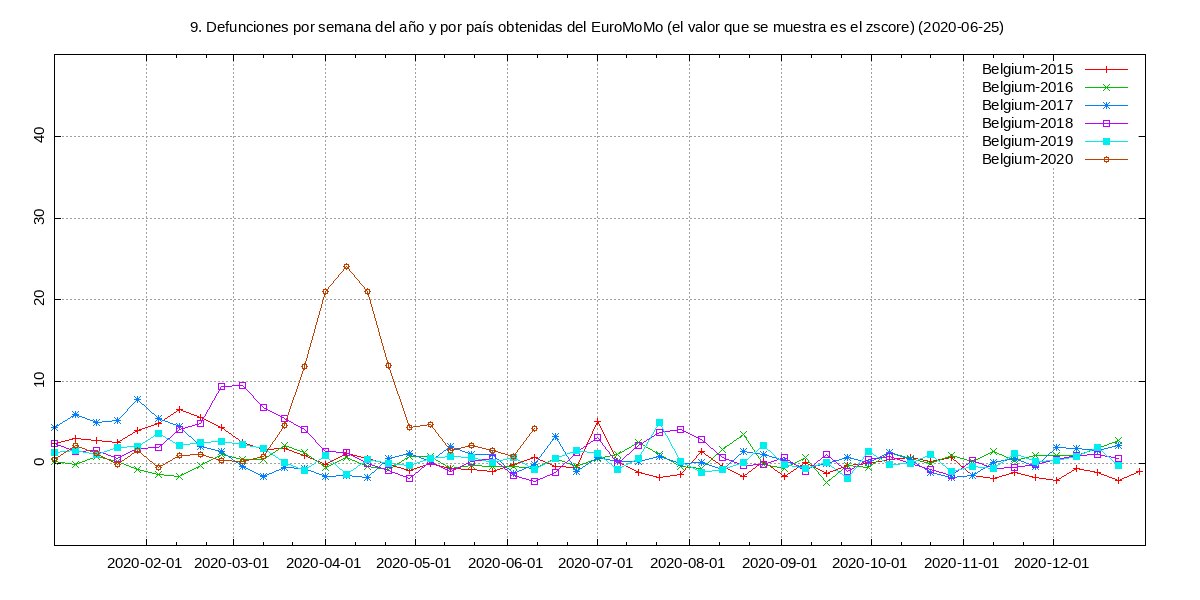 9. Defunciones por semana del año y por país obtenidas del EuroMoMo (el valor que se muestra es el zscore) (2020-06-25)
Belgium-2015
Belgium-2016
Belgium-2017
Belgium-2018
Belgium-2019
Belgium-2020
40
30
20
10
0
2020-02-01 2020-03-01 2020-04-01 2020-05-01 2020-06-01 2020-07-01 2020-08-01 2020-09-01 2020-10-01 2020-11-01 2020-12-01